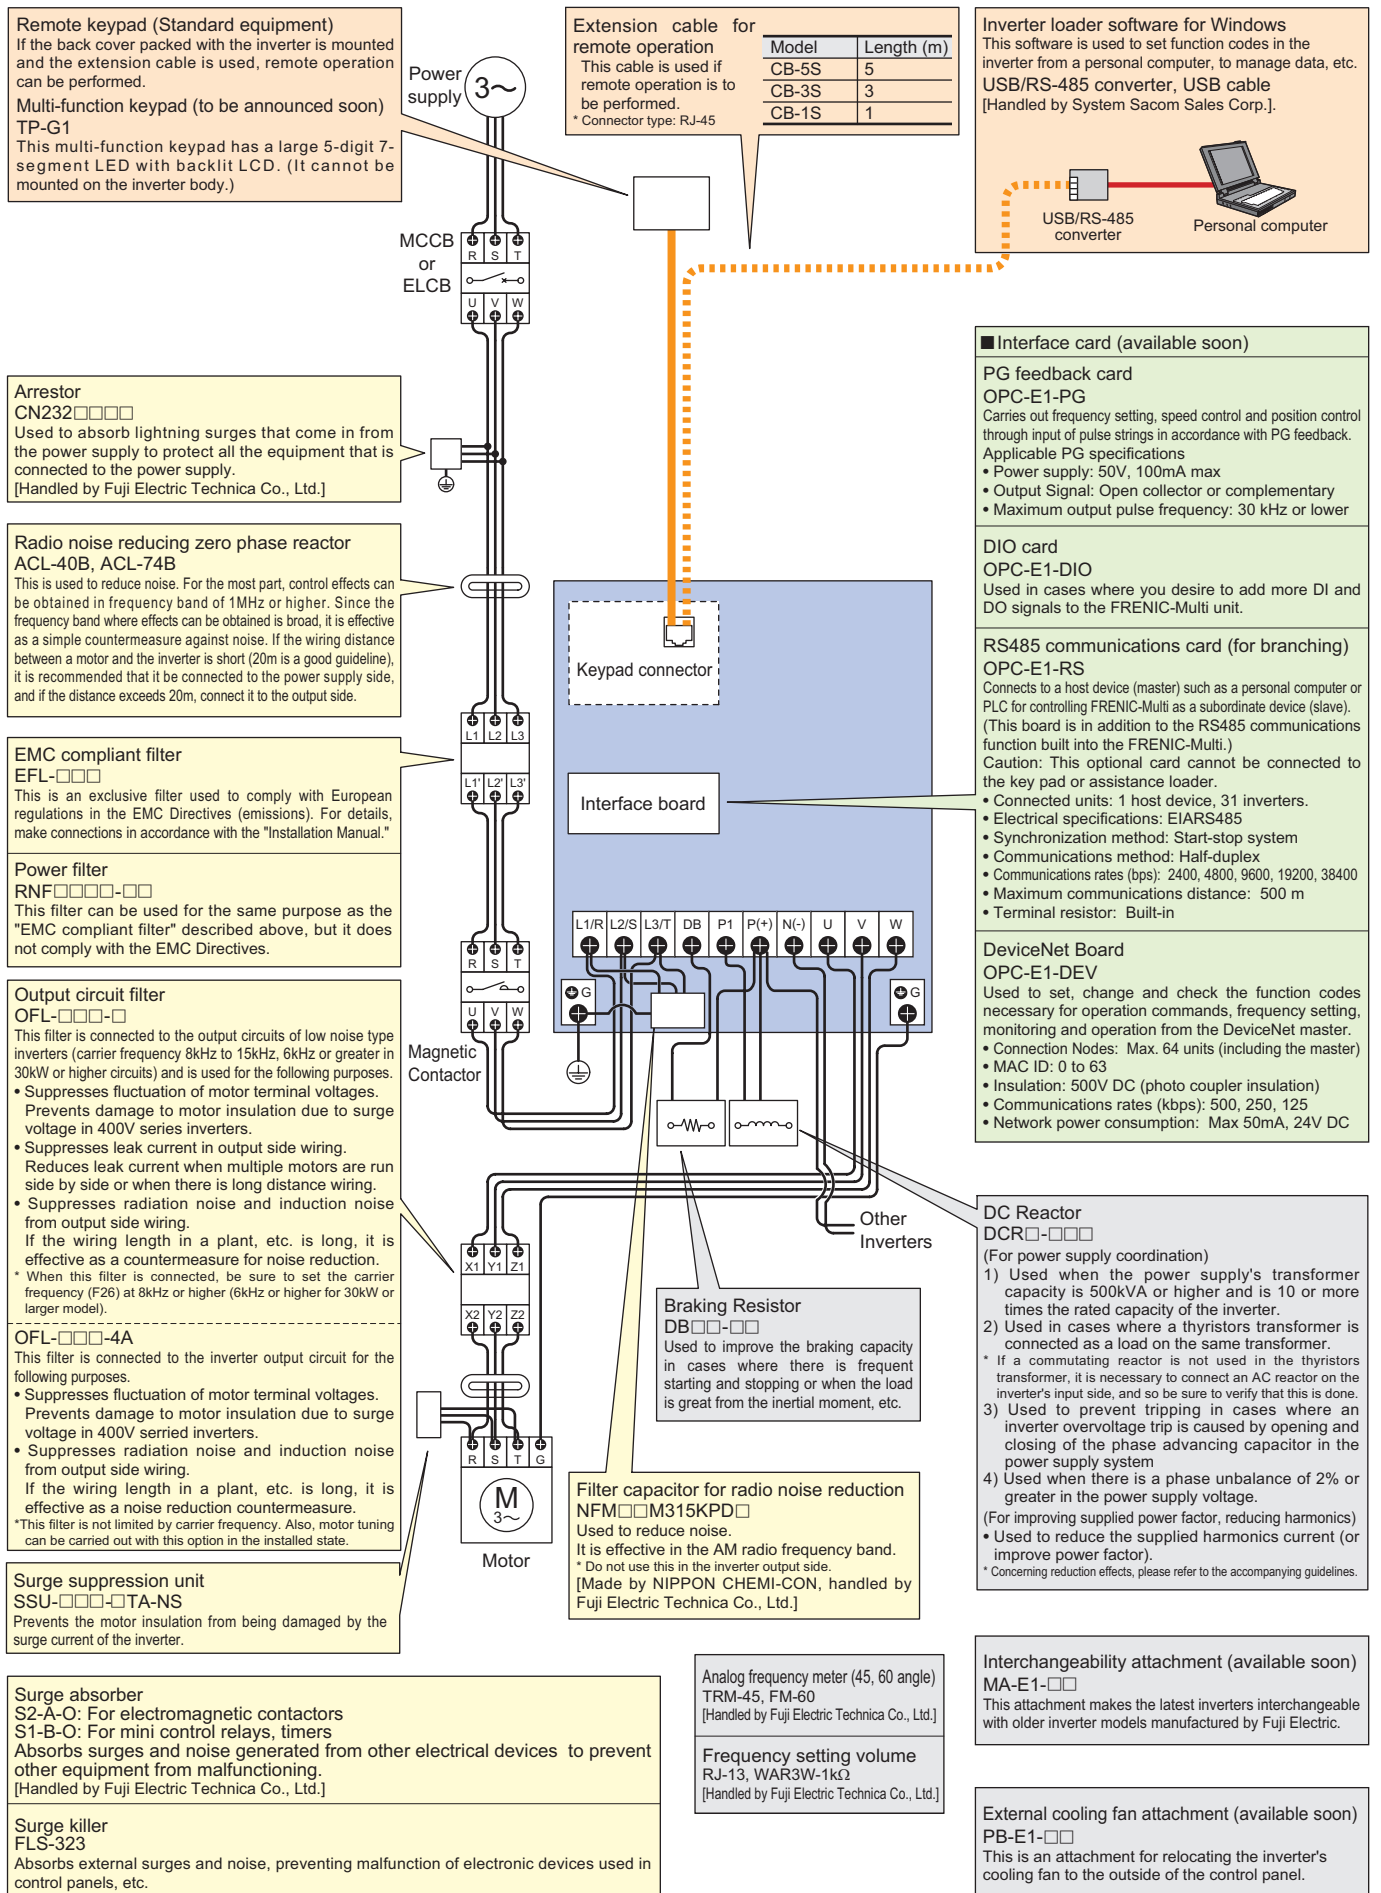 Remote keypad (Standard equipment)
If the back cover packed with the inverter is mounted
and the extension cable is used, remote operation
can be performed.
Multi-function keypad (to be announced soon)
TP-G1
This multi-function keypad has a large 5-digit 7-
segment LED with backlit LCD. (It cannot be
mounted on the inverter body.)
Power
supply
3~
Extension cable for
remote operation
This cable is used if
remote operation is to
be performed.
* Connector type: RJ-45
Model Length (m)
CB-5S 5
CB-3S 3
CB-1S 1
Inverter loader software for Windows
This software is used to set function codes in the
inverter from a personal computer, to manage data, etc.
USB/RS-485 converter, USB cable
[Handled by System Sacom Sales Corp.].
USB/RS-485
converter
Personal computer
MCCB
or
ELCB
R S T
U V W
Arrestor
CN232□□□□
Used to absorb lightning surges that come in from
the power supply to protect all the equipment that is
connected to the power supply.
[Handled by Fuji Electric Technica Co., Ltd.]
Radio noise reducing zero phase reactor
ACL-40B, ACL-74B
This is used to reduce noise. For the most part, control effects can
be obtained in frequency band of 1MHz or higher. Since the
frequency band where effects can be obtained is broad, it is effective
as a simple countermeasure against noise. If the wiring distance
between a motor and the inverter is short (20m is a good guideline),
it is recommended that it be connected to the power supply side,
and if the distance exceeds 20m, connect it to the output side.
L1 L2 L3
L1' L2' L3'
EMC compliant filter
EFL-□□□
This is an exclusive filter used to comply with European
regulations in the EMC Directives (emissions). For details,
make connections in accordance with the "Installation Manual."
Power filter
RNF□□□□-□□
This filter can be used for the same purpose as the
"EMC compliant filter" described above, but it does
not comply with the EMC Directives.
R S T
U V W
Magnetic
Contactor
Output circuit filter
OFL-□□□-□
This filter is connected to the output circuits of low noise type
inverters (carrier frequency 8kHz to 15kHz, 6kHz or greater in
30kW or higher circuits) and is used for the following purposes.
• Suppresses fluctuation of motor terminal voltages.
Prevents damage to motor insulation due to surge
voltage in 400V series inverters.
• Suppresses leak current in output side wiring.
Reduces leak current when multiple motors are run
side by side or when there is long distance wiring.
• Suppresses radiation noise and induction noise
from output side wiring.
If the wiring length in a plant, etc. is long, it is
effective as a countermeasure for noise reduction.
* When this filter is connected, be sure to set the carrier
frequency (F26) at 8kHz or higher (6kHz or higher for 30kW or
larger model).
OFL-□□□-4A
This filter is connected to the inverter output circuit for the
following purposes.
• Suppresses fluctuation of motor terminal voltages.
Prevents damage to motor insulation due to surge
voltage in 400V serried inverters.
• Suppresses radiation noise and induction noise
from output side wiring.
If the wiring length in a plant, etc. is long, it is
effective as a noise reduction countermeasure.
*This filter is not limited by carrier frequency. Also, motor tuning
can be carried out with this option in the installed state.
Surge suppression unit
SSU-□□□-□TA-NS
Prevents the motor insulation from being damaged by the
surge current of the inverter.
Keypad connector
Interface board
L1/R L2/S L3/T DB P1 P(+) N(-) U V W
G
G
X1 Y1 Z1
X2 Y2 Z2
R S T G
M
3~
Motor
Other
Inverters
Braking Resistor
DB□□-□□
Used to improve the braking capacity
in cases where there is frequent
starting and stopping or when the load
is great from the inertial moment, etc.
Filter capacitor for radio noise reduction
NFM□□M315KPD□
Used to reduce noise.
It is effective in the AM radio frequency band.
* Do not use this in the inverter output side.
[Made by NIPPON CHEMI-CON, handled by
Fuji Electric Technica Co., Ltd.]
■Interface card (available soon)
PG feedback card
OPC-E1-PG
Carries out frequency setting, speed control and position control
through input of pulse strings in accordance with PG feedback.
Applicable PG specifications
• Power supply: 50V, 100mA max
• Output Signal: Open collector or complementary
• Maximum output pulse frequency: 30 kHz or lower
DIO card
OPC-E1-DIO
Used in cases where you desire to add more DI and
DO signals to the FRENIC-Multi unit.
RS485 communications card (for branching)
OPC-E1-RS
Connects to a host device (master) such as a personal computer or
PLC for controlling FRENIC-Multi as a subordinate device (slave).
(This board is in addition to the RS485 communications
function built into the FRENIC-Multi.)
Caution: This optional card cannot be connected to
the key pad or assistance loader.
• Connected units: 1 host device, 31 inverters.
• Electrical specifications: EIARS485
• Synchronization method: Start-stop system
• Communications method: Half-duplex
• Communications rates (bps): 2400, 4800, 9600, 19200, 38400
• Maximum communications distance: 500 m
• Terminal resistor: Built-in
DeviceNet Board
OPC-E1-DEV
Used to set, change and check the function codes
necessary for operation commands, frequency setting,
monitoring and operation from the DeviceNet master.
• Connection Nodes: Max. 64 units (including the master)
• MAC ID: 0 to 63
• Insulation: 500V DC (photo coupler insulation)
• Communications rates (kbps): 500, 250, 125
• Network power consumption: Max 50mA, 24V DC
DC Reactor
DCR□-□□□
(For power supply coordination)
1) Used when the power supply's transformer
capacity is 500kVA or higher and is 10 or more
times the rated capacity of the inverter.
2) Used in cases where a thyristors transformer is
connected as a load on the same transformer.
* If a commutating reactor is not used in the thyristors
transformer, it is necessary to connect an AC reactor on the
inverter's input side, and so be sure to verify that this is done.
3) Used to prevent tripping in cases where an
inverter overvoltage trip is caused by opening and
closing of the phase advancing capacitor in the
power supply system
4) Used when there is a phase unbalance of 2% or
greater in the power supply voltage.
(For improving supplied power factor, reducing harmonics)
• Used to reduce the supplied harmonics current (or
improve power factor).
* Concerning reduction effects, please refer to the accompanying guidelines.
Surge absorber
S2-A-O: For electromagnetic contactors
S1-B-O: For mini control relays, timers
Absorbs surges and noise generated from other electrical devices to prevent
other equipment from malfunctioning.
[Handled by Fuji Electric Technica Co., Ltd.]
Surge killer
FLS-323
Absorbs external surges and noise, preventing malfunction of electronic devices used in
control panels, etc.
Analog frequency meter (45, 60 angle)
TRM-45, FM-60
[Handled by Fuji Electric Technica Co., Ltd.]
Frequency setting volume
RJ-13, WAR3W-1kΩ
[Handled by Fuji Electric Technica Co., Ltd.]
Interchangeability attachment (available soon)
MA-E1-□□
This attachment makes the latest inverters interchangeable
with older inverter models manufactured by Fuji Electric.
External cooling fan attachment (available soon)
PB-E1-□□
This is an attachment for relocating the inverter's
cooling fan to the outside of the control panel.